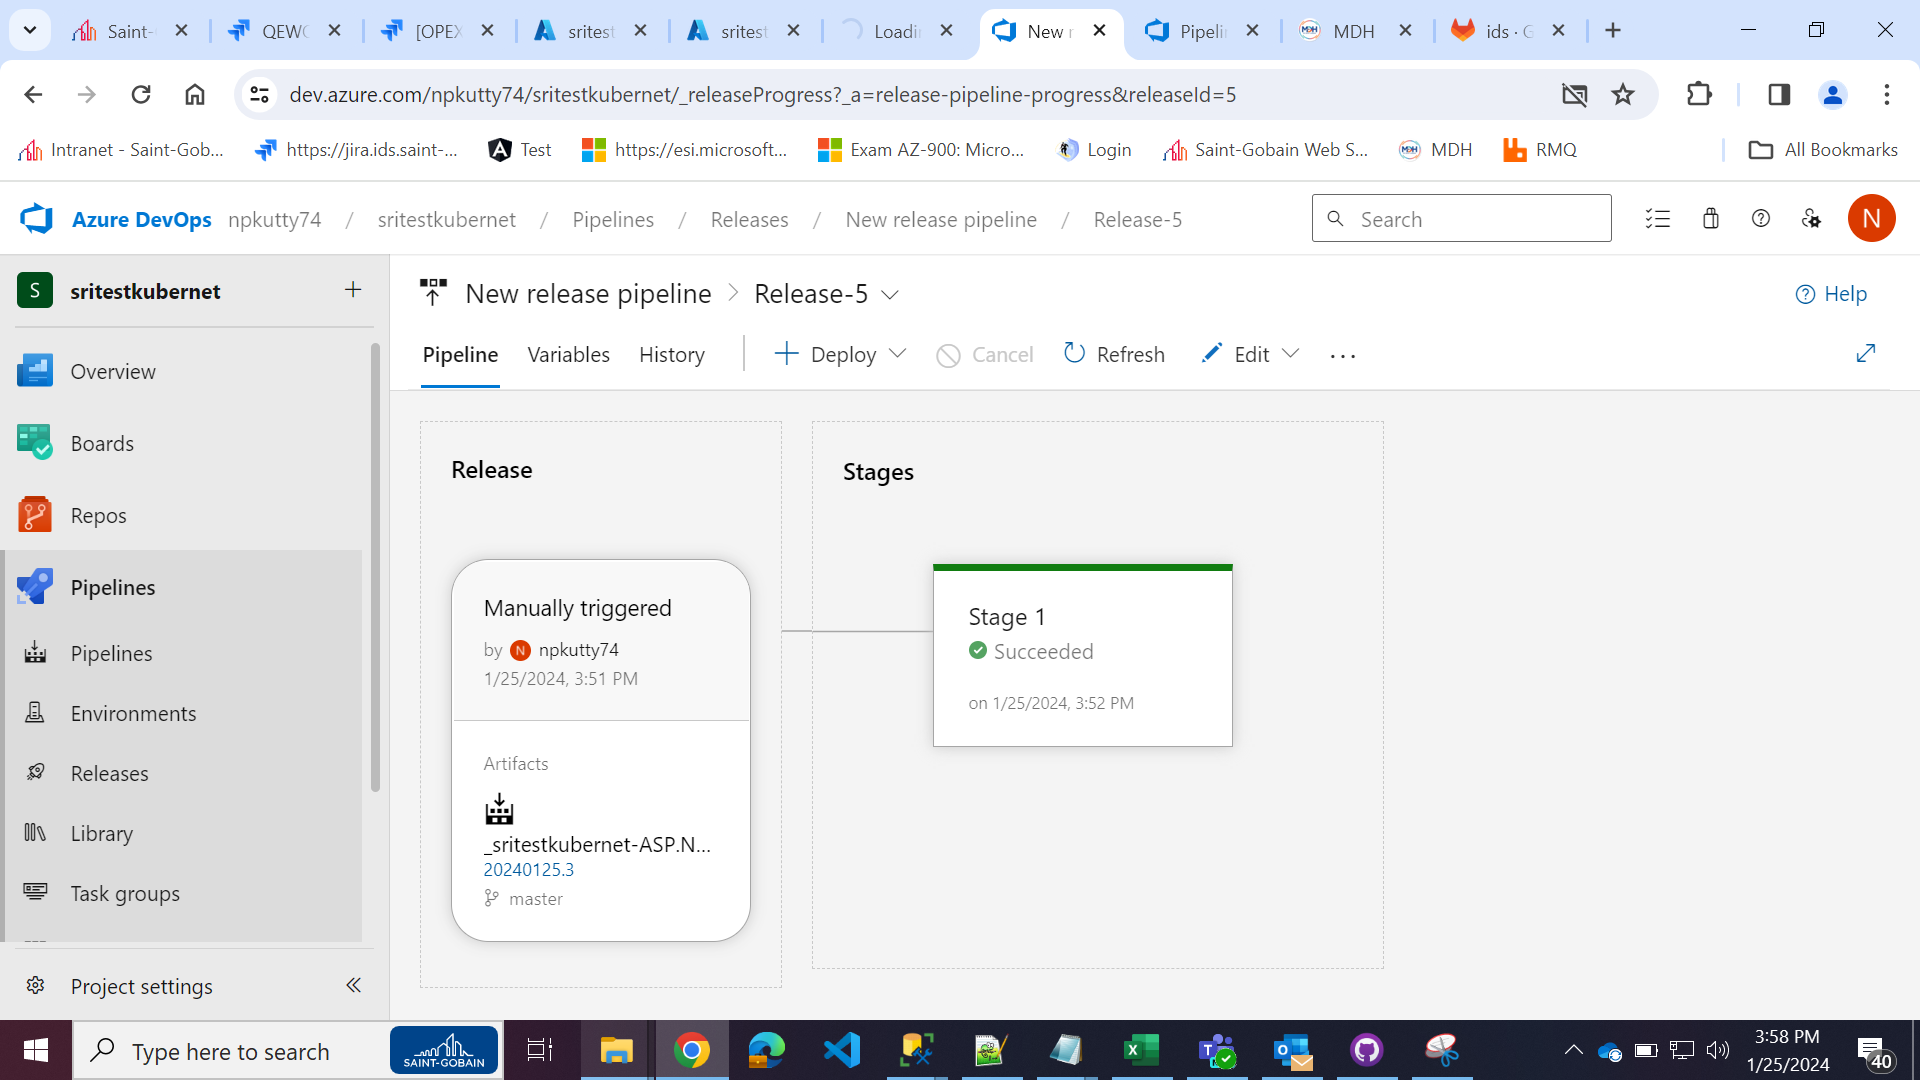 Saint-
QEWC
[OPEX
sritest
sritest
Loadin
New r
Pipelin
MDH
ids · G
dev.azure.com/npkutty74/sritestkubernet/_releaseProgress?_a=release-pipeline-progress&releaseId=5
Intranet - Saint-Gob...
https://jira.ids.saint-...
Test
https://esi.microsoft...
Exam AZ-900: Micro...
Login
Saint-Gobain Web S...
MDH
RMQ
All Bookmarks
Azure DevOps npkutty74 / sritestkubernet / Pipelines / Releases / New release pipeline / Release-5
Search
N
S sritestkubernet
Overview
Boards
Repos
Pipelines
Pipelines
Environments
Releases
Library
Task groups
Project settings
New release pipeline > Release-5
Help
Pipeline Variables History
Deploy Cancel Refresh Edit ...
Release
Manually triggered
by N npkutty74
1/25/2024, 3:51 PM
Artifacts
_sritestkubernet-ASP.N...
20240125.3
master
Stages
Stage 1
Succeeded
on 1/25/2024, 3:52 PM
Type here to search
SAINT-GOBAIN
3:58 PM
1/25/2024
40